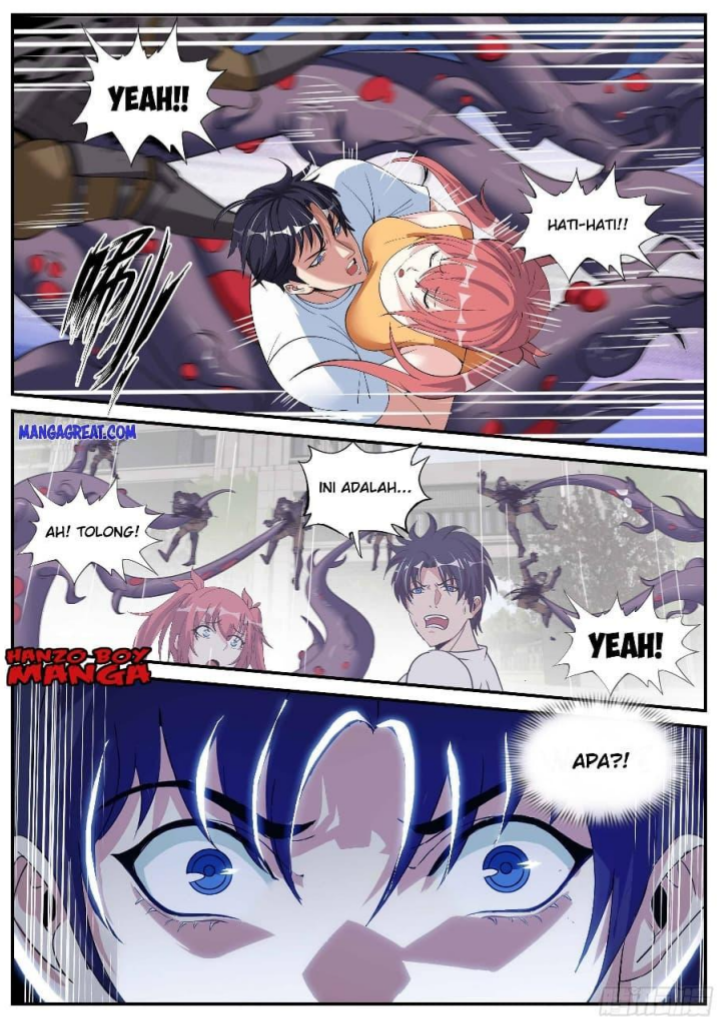 YEAH!!
HATI-HATI!!
MANGAGREAT.COM
INI ADALAH...
AH! TOLONG!
YEAH!
HANZO BOY
MANGA
APA?!